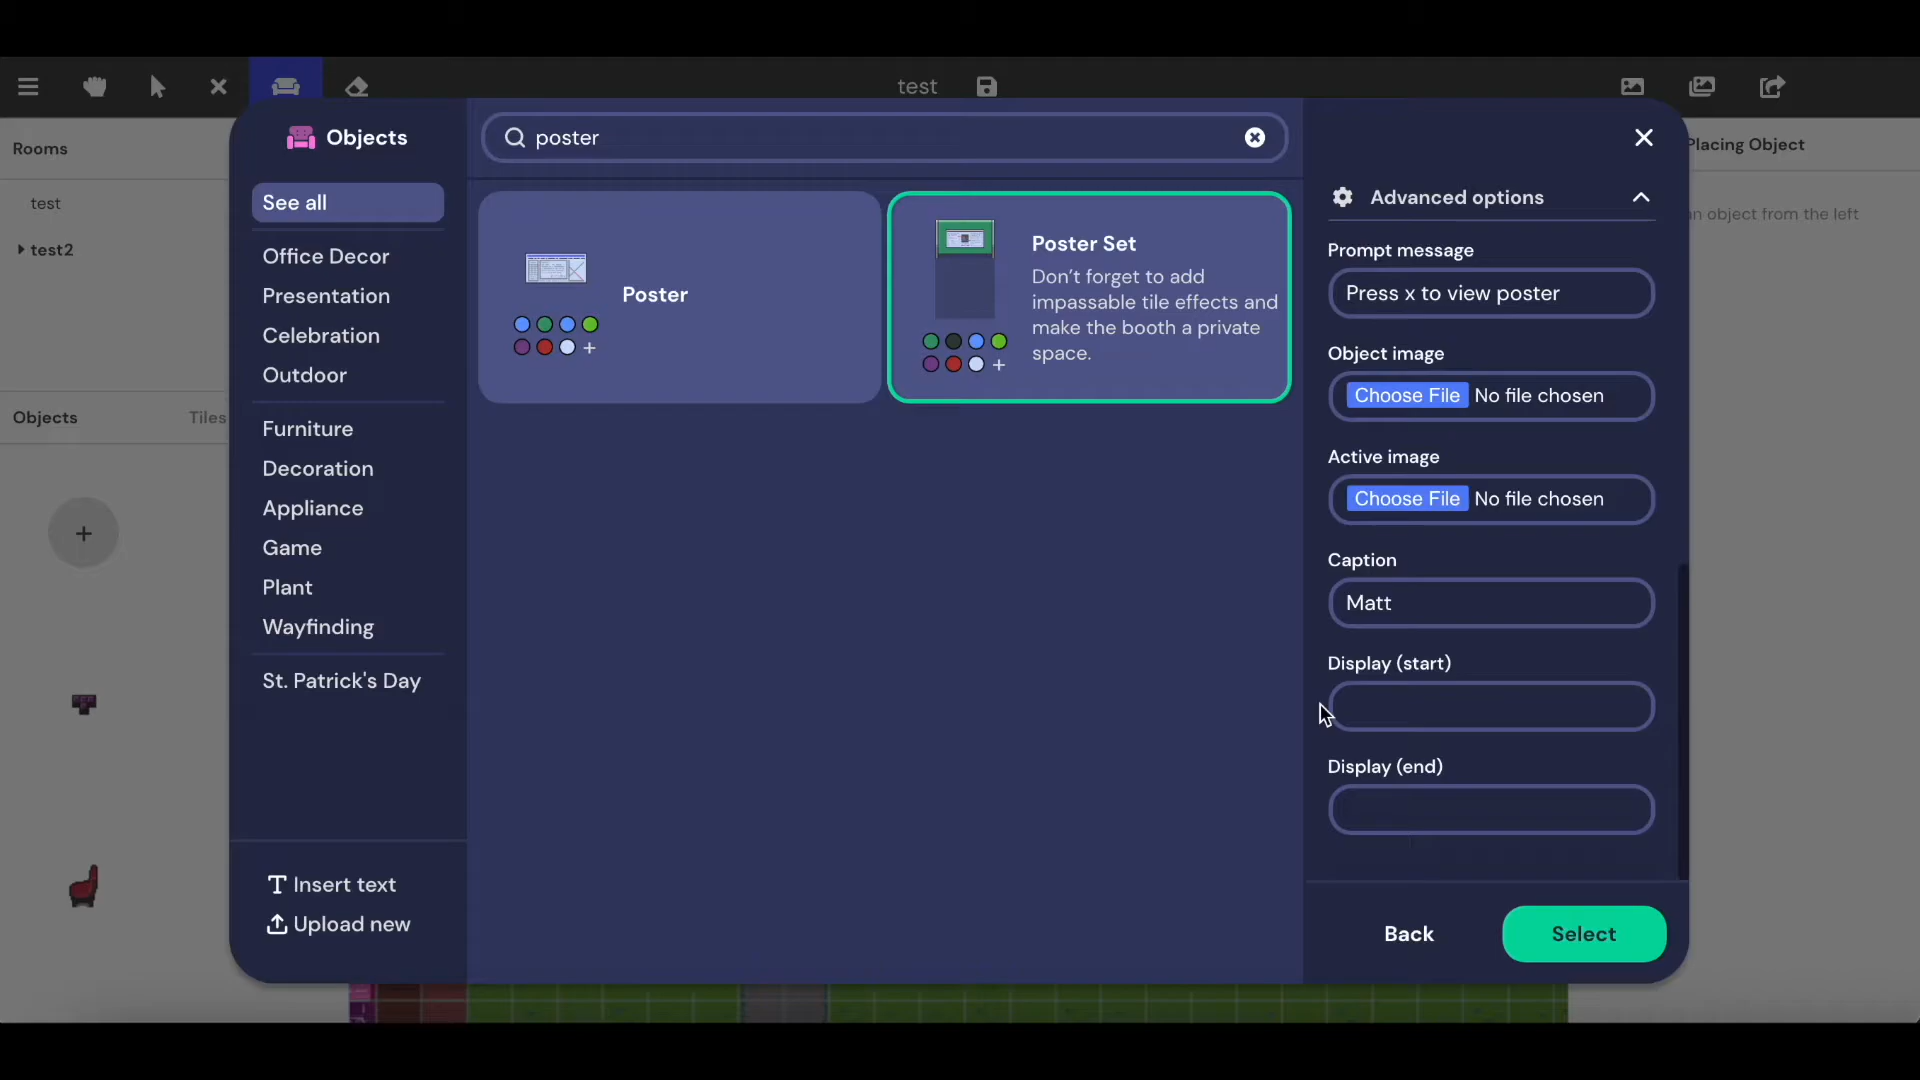 test
Rooms
test
test2
Objects
Tiles
Objects
See all
Office Decor
Presentation
Celebration
Outdoor
Furniture
Decoration
Appliance
Game
Plant
Wayfinding
St. Patrick's Day
Insert text
Upload new
poster
Poster
Poster Set
Don't forget to add
impassable tile effects and
make the booth a private
space.
Advanced options
Prompt message
Press x to view poster
Object image
Choose File No file chosen
Active image
Choose File No file chosen
Caption
Matt
Display (start)
Display (end)
Back
Select
Placing Object
an object from the left